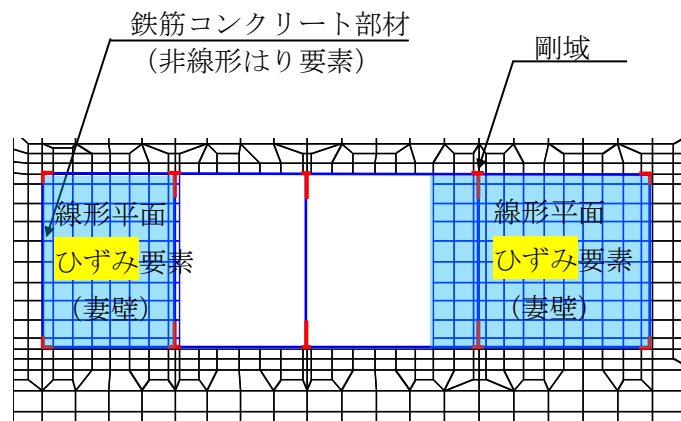 鉄筋コンクリート部材
（非線形はり要素）
剛域
線形平面
ひずみ要素
（妻壁）
線形平面
ひずみ要素
（妻壁）